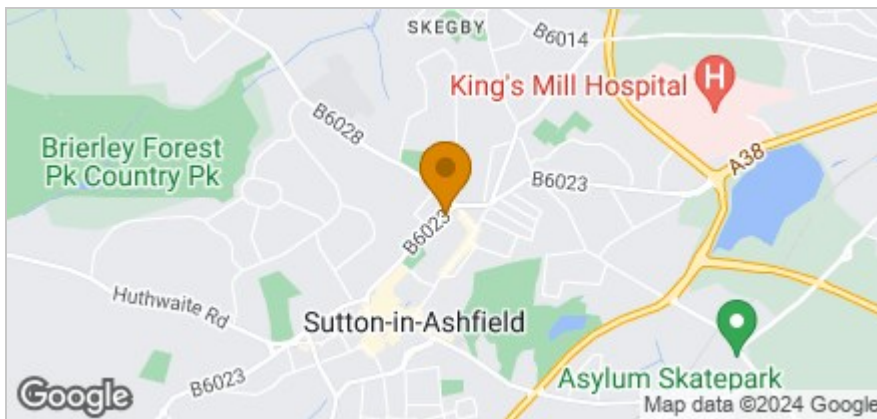 SKEGBY
B6014
King's Mill Hospital
H
B6028
Brierley Forest
Pk Country Pk
A38
B6023
B6023
Huthwaite Rd
Sutton-in-Ashfield
B6023
Asylum Skatepark
Google
Map data ©2024 Google